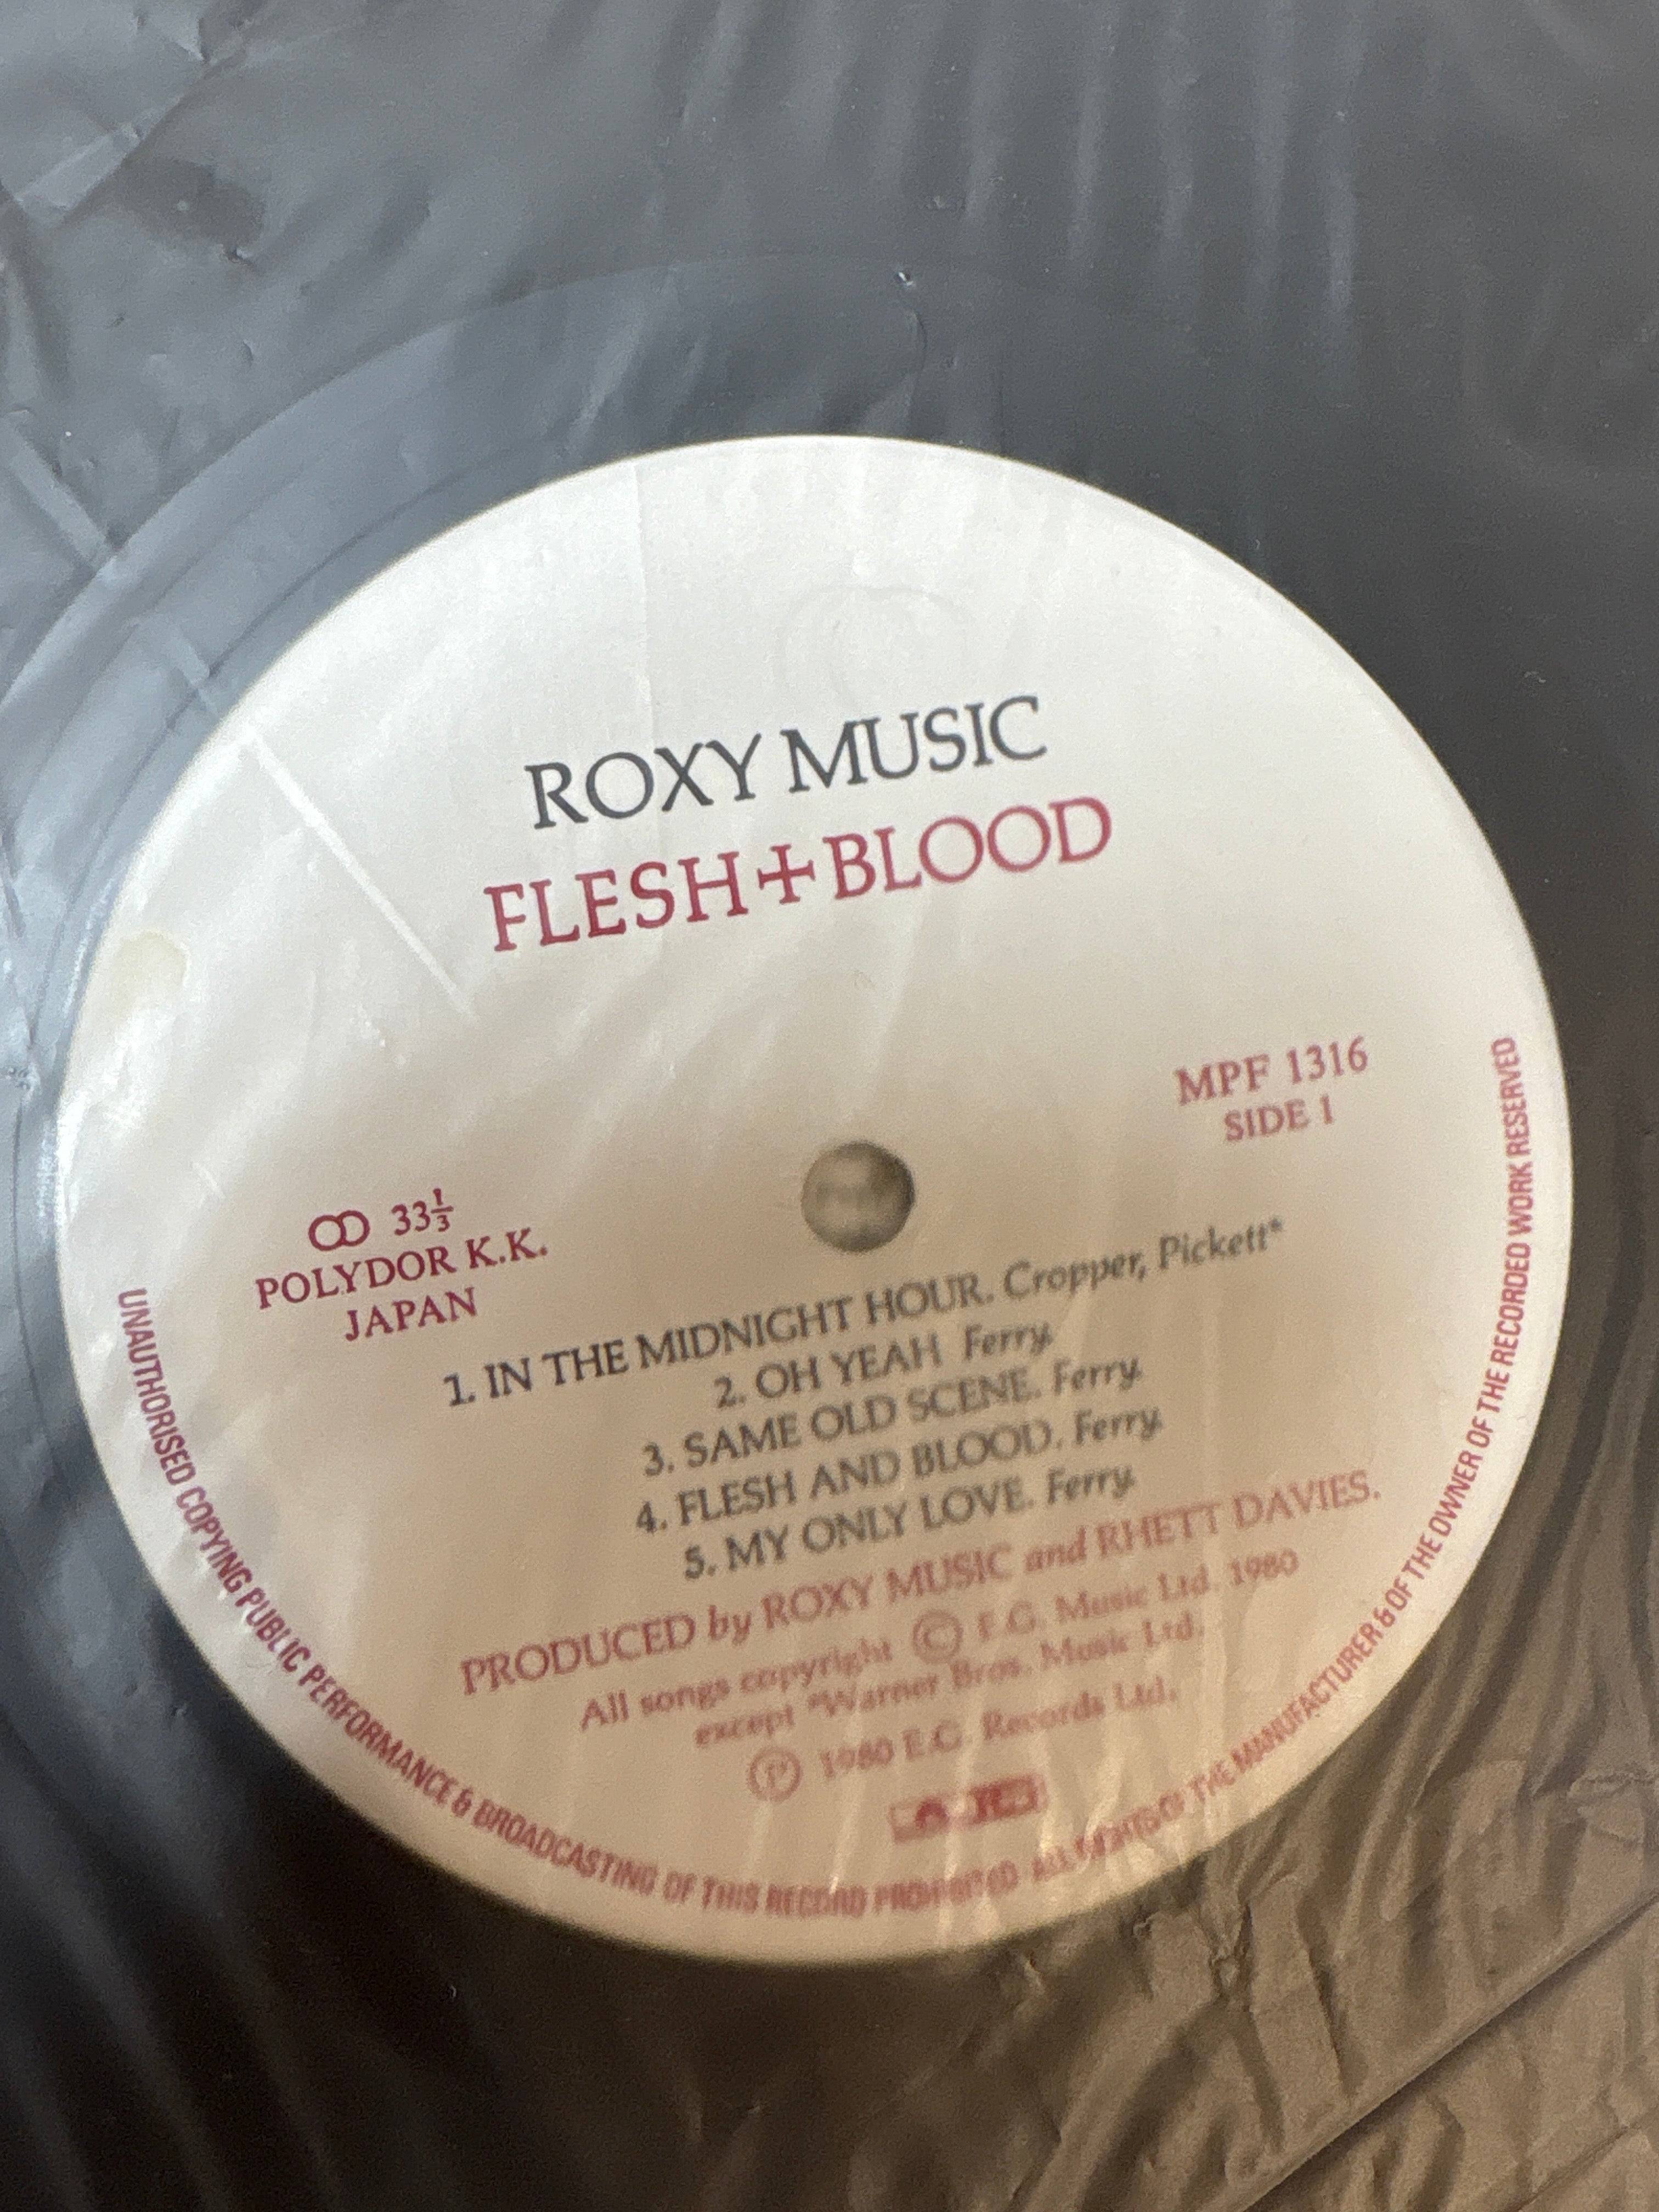 ROXY MUSIC
FLESH+BLOOD
MPF 1316
SIDE 1
33⅓
POLYDOR K.K.
JAPAN
1. IN THE MIDNIGHT HOUR. Cropper, Pickett*
2. OH YEAH Ferry.
3. SAME OLD SCENE. Ferry.
4. FLESH AND BLOOD. Ferry.
5. MY ONLY LOVE. Ferry.
PRODUCED by ROXY MUSIC and RHETT DAVIES.
All songs copyright © E.G. Music Ltd. 1980
except *Warner Bros. Music Ltd.
℗ 1980 E.G. Records Ltd.
UNAUTHORISED COPYING PUBLIC PERFORMANCE & BROADCASTING OF THIS RECORD PROHIBITED · ALL RIGHTS OF THE MANUFACTURER & OF THE OWNER OF THE RECORDED WORK RESERVED